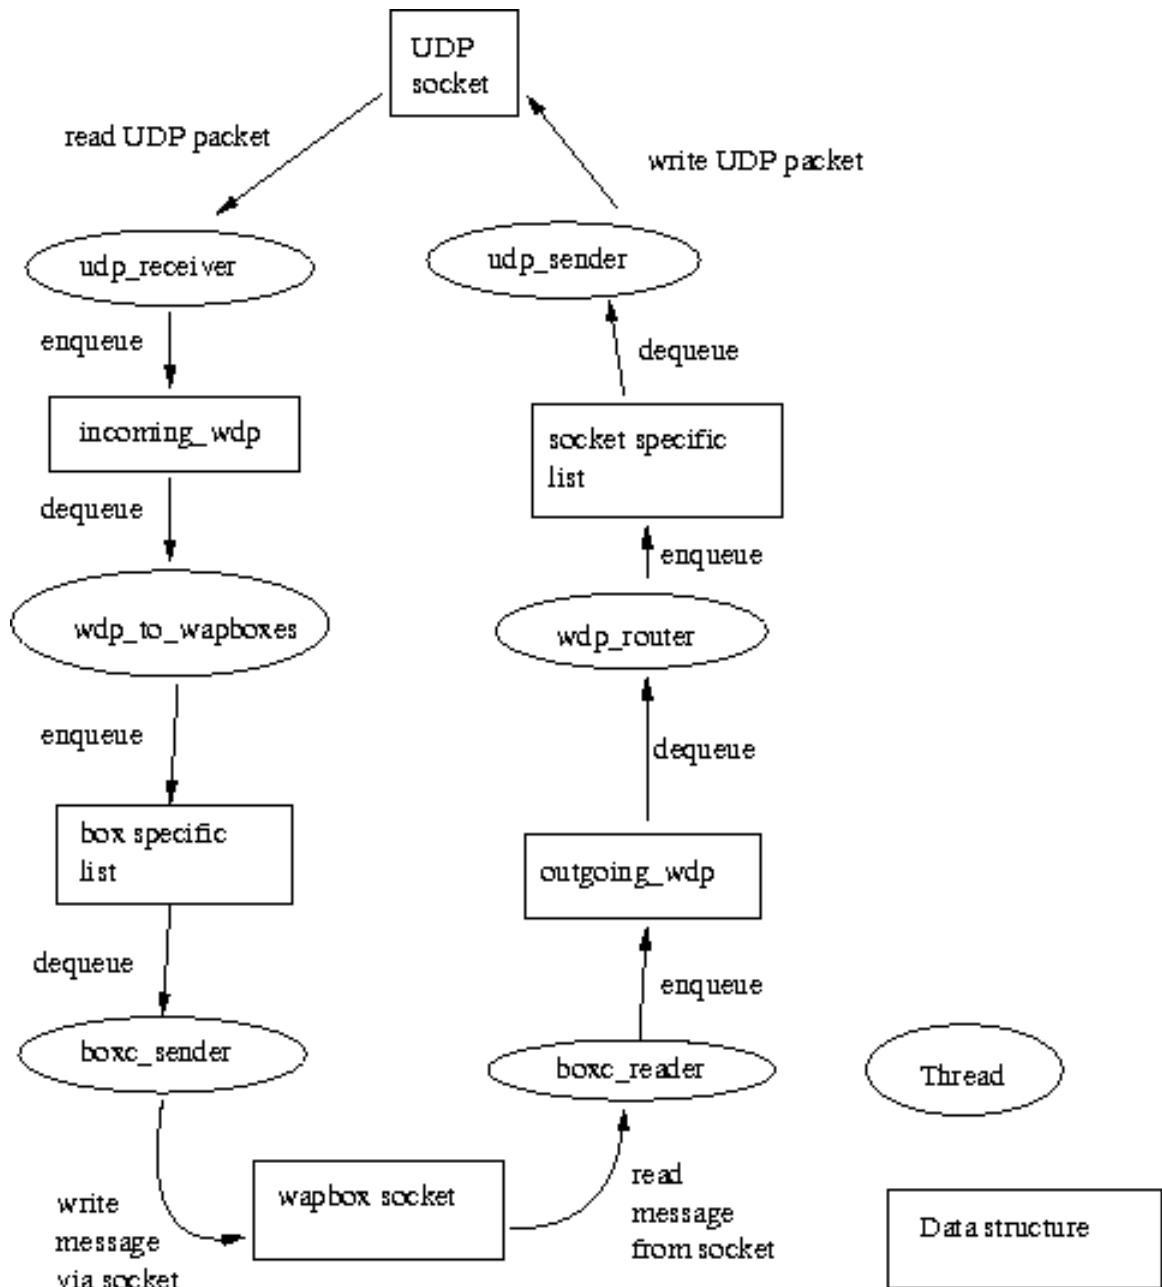 UDP
socket
read UDP packet
write UDP packet
udp_receiver
udp_sender
enqueue
dequeue
incoming_wdp
socket specific
list
dequeue
enqueue
wdp_to_wapboxes
wdp_router
enqueue
dequeue
box specific
list
outgoing_wdp
dequeue
enqueue
boxc_sender
boxc_reader
Thread
write
message
via socket
wapbox socket
read
message
from socket
Data structure